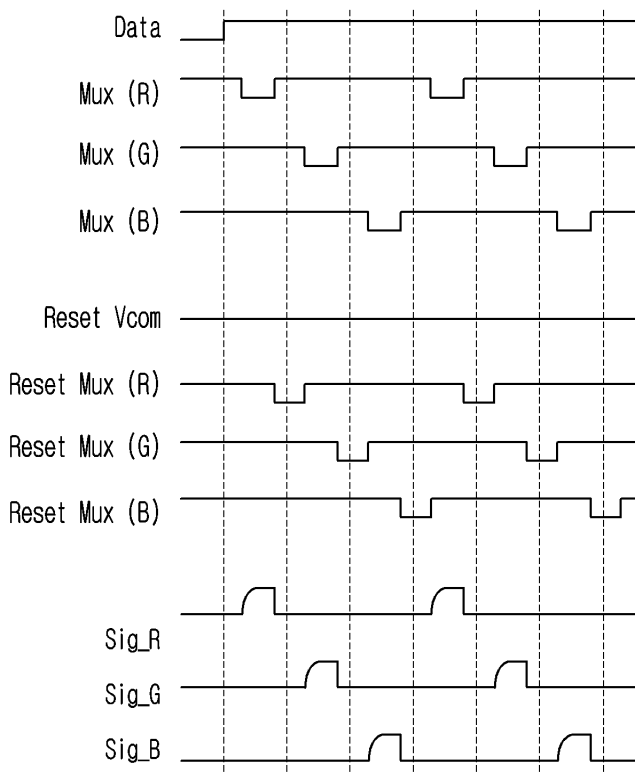 Data
Mux (R)
Mux (G)
Mux (B)
Reset Vcom
Reset Mux (R)
Reset Mux (G)
Reset Mux (B)
Sig_R
Sig_G
Sig_B